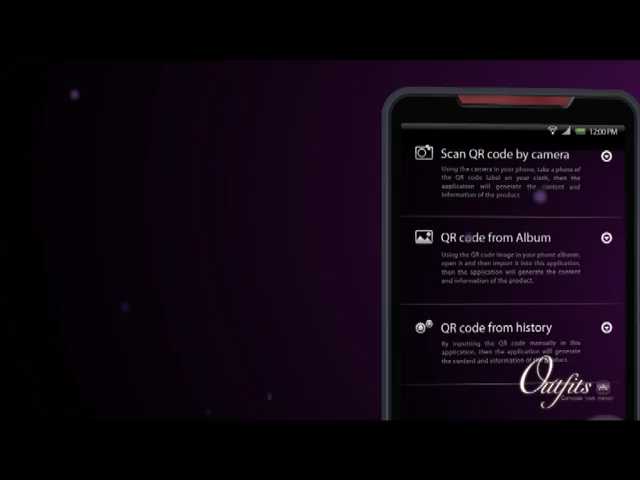 12:00 PM
Scan QR code by camera
Using the camera in your phone, take a photo of
the QR code label on your cloth, then the
application will generate the content and
information of the product.
QR code from Album
Using the QR code image in your phone albumn,
open it and then import it into this application,
then the application will generate the content
and information of the product.
QR code from history
By inputting the QR code manually in this
application, then the application will generate
the content and information of the product.
Outfits